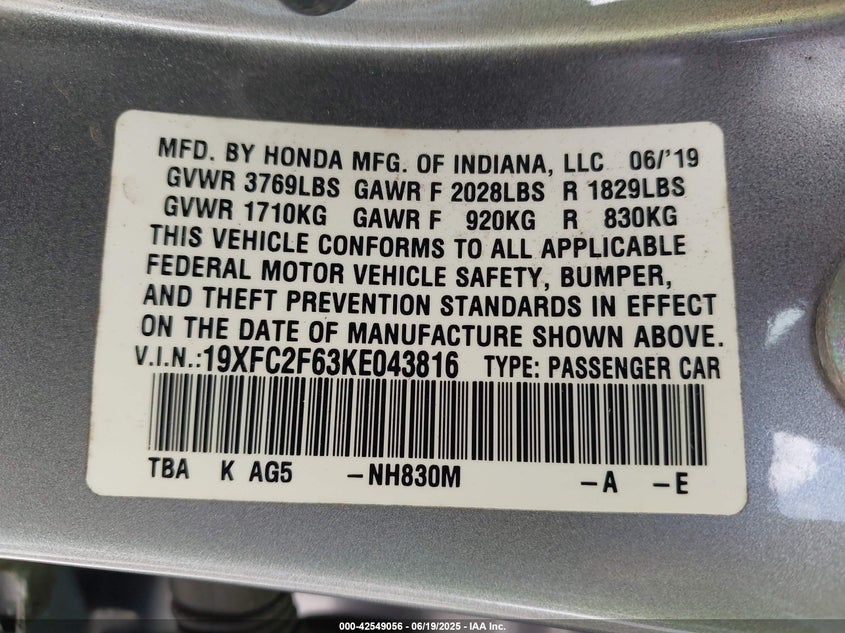 MFD. BY HONDA MFG. OF INDIANA, LLC 06/'19
GVWR 3769LBS GAWR F 2028LBS R 1829LBS
GVWR 1710KG GAWR F 920KG R 830KG
THIS VEHICLE CONFORMS TO ALL APPLICABLE
FEDERAL MOTOR VEHICLE SAFETY, BUMPER,
AND THEFT PREVENTION STANDARDS IN EFFECT
ON THE DATE OF MANUFACTURE SHOWN ABOVE.
V.I.N.:19XFC2F63KE043816 TYPE: PASSENGER CAR
TBA K AG5 -NH830M -A -E
000-42549056 - 06/19/2025 - IAA Inc.